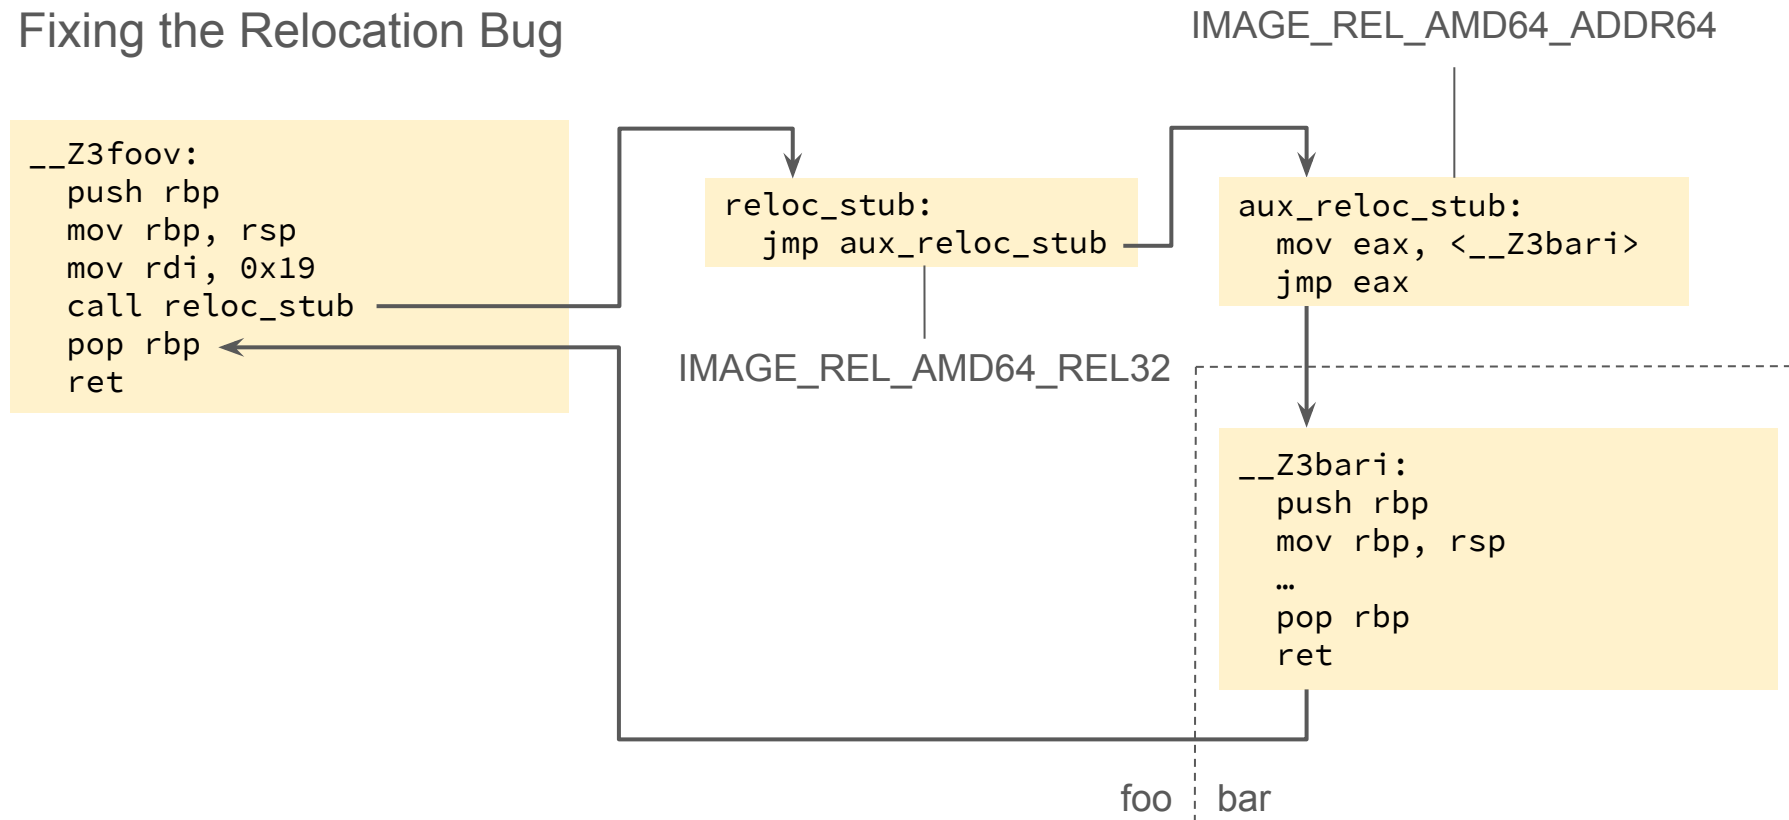 Fixing the Relocation Bug
IMAGE_REL_AMD64_ADDR64
__Z3foov:
push rbp
mov rbp, rsp
mov rdi, 0x19
call reloc_stub
pop rbp
ret
reloc_stub:
jmp aux_reloc_stub
IMAGE_REL_AMD64_REL32
aux_reloc_stub:
mov eax, <__Z3bari>
jmp eax
__Z3bari:
push rbp
mov rbp, rsp
…
pop rbp
ret
foo
bar